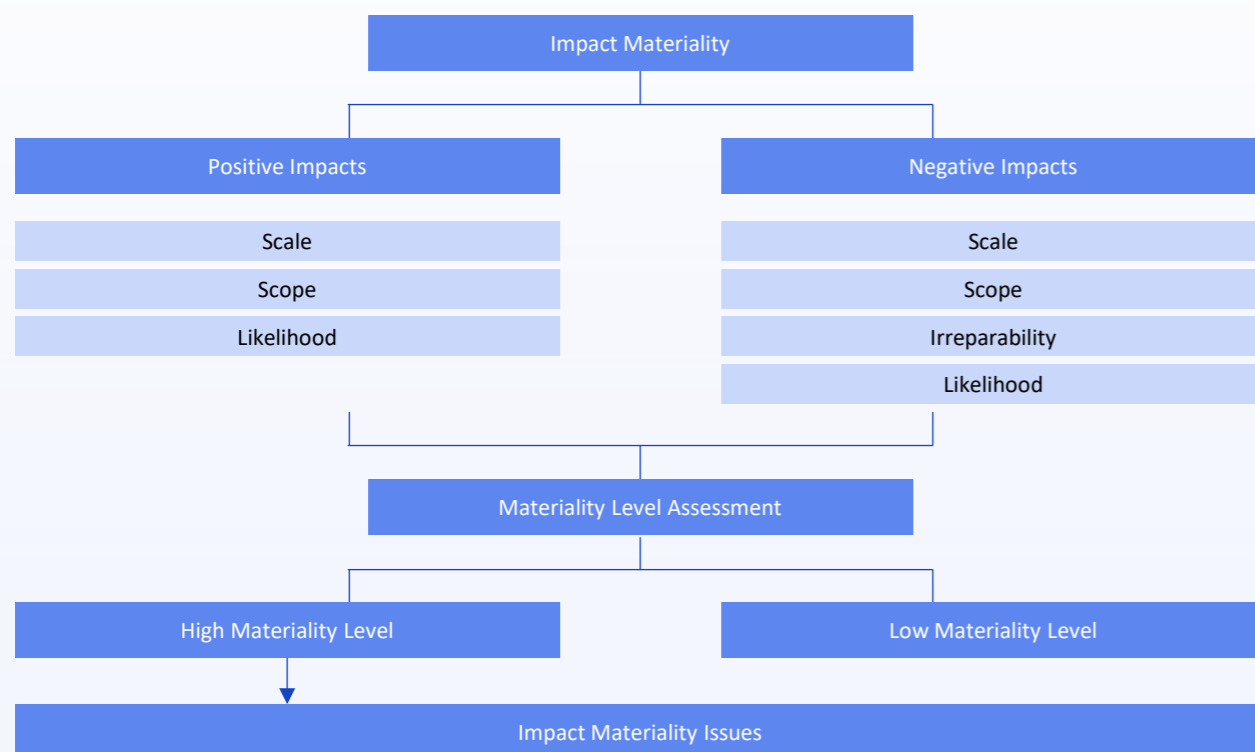 Impact Materiality
Positive Impacts
Negative Impacts
Scale
Scope
Likelihood
Scale
Scope
Irreparability
Likelihood
Materiality Level Assessment
High Materiality Level
Low Materiality Level
Impact Materiality Issues